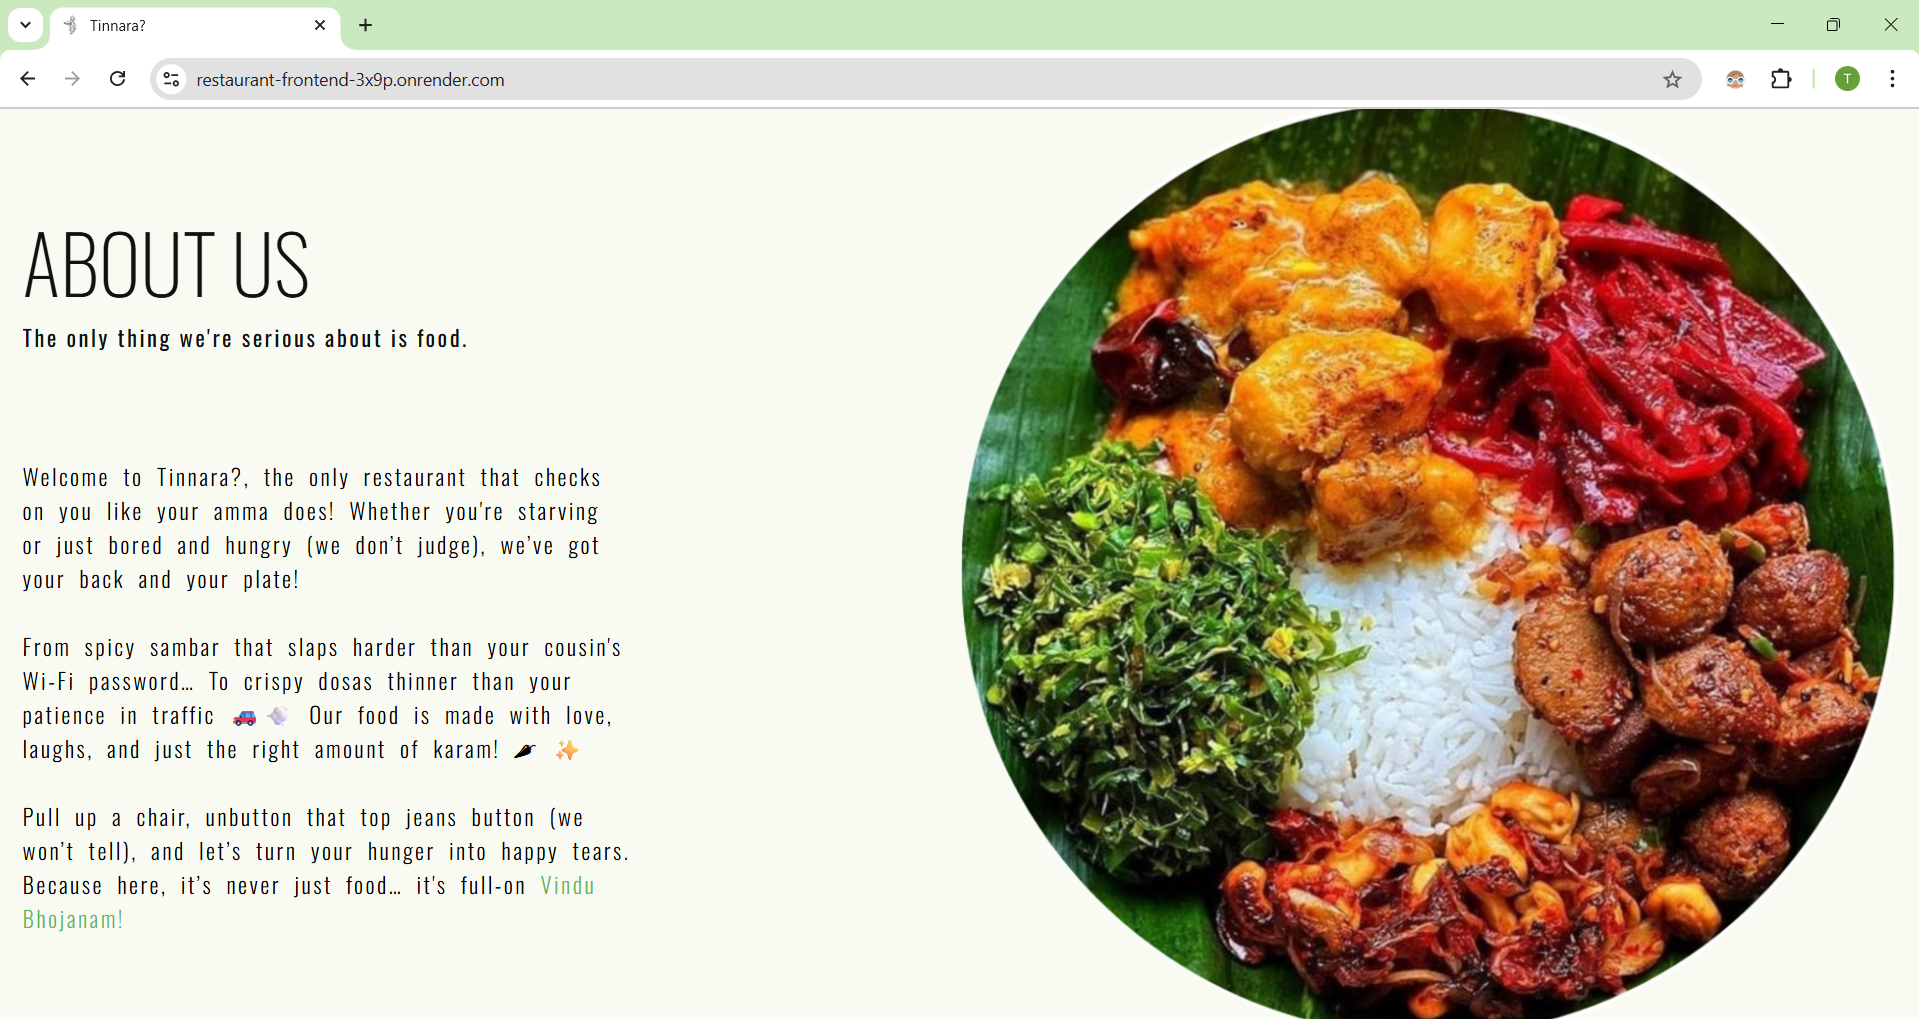 Tinnara?
restaurant-frontend-3x9p.onrender.com
T
ABOUT US
The only thing we're serious about is food.
Welcome to Tinnara?, the only restaurant that checks
on you like your amma does! Whether you're starving
or just bored and hungry (we don’t judge), we’ve got
your back and your plate!
From spicy sambar that slaps harder than your cousin's
Wi-Fi password… To crispy dosas thinner than your
patience in traffic 🚗💨 Our food is made with love,
laughs, and just the right amount of karam! 🌶 ✨
Pull up a chair, unbutton that top jeans button (we
won’t tell), and let’s turn your hunger into happy tears.
Because here, it’s never just food… it's full-on Vindu
Bhojanam!